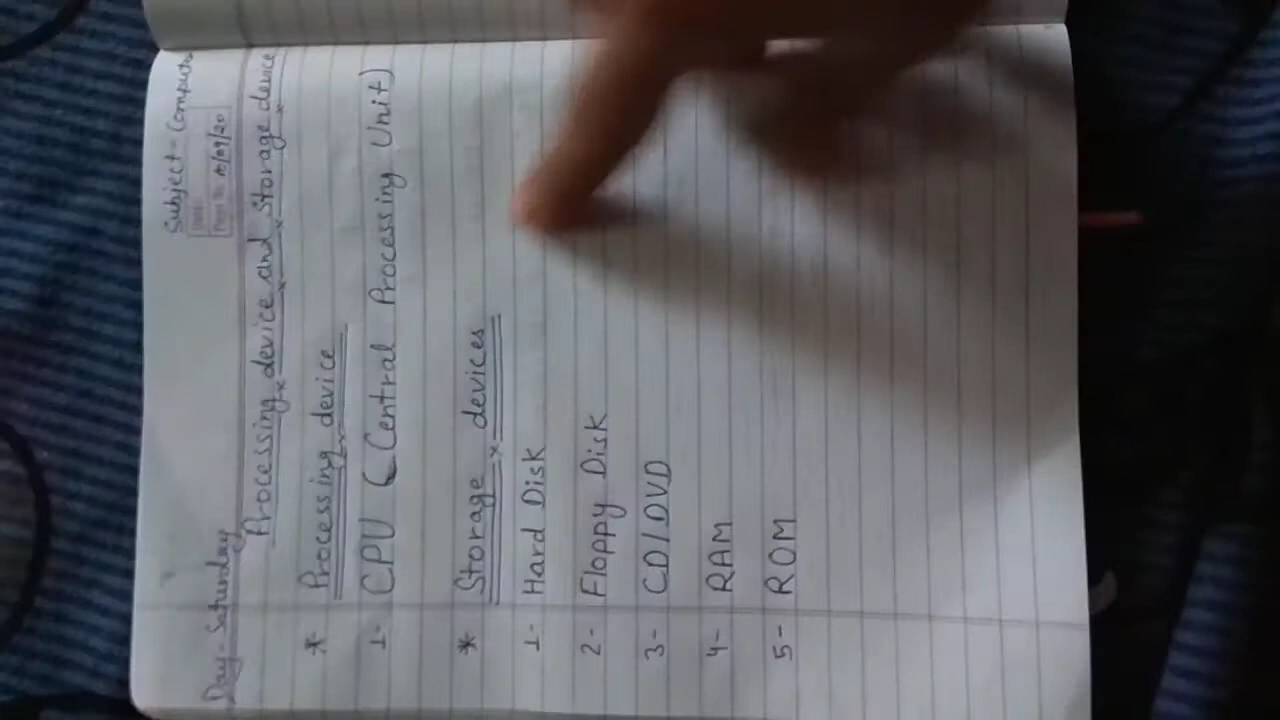 Day-Saturday
Subject-Computer
Processing device and Storage device
* Processing device
1- CPU (Central Processing Unit)
* Storage devices
1- Hard Disk
2- Floppy Disk
3- CD/DVD
4- RAM
5- ROM